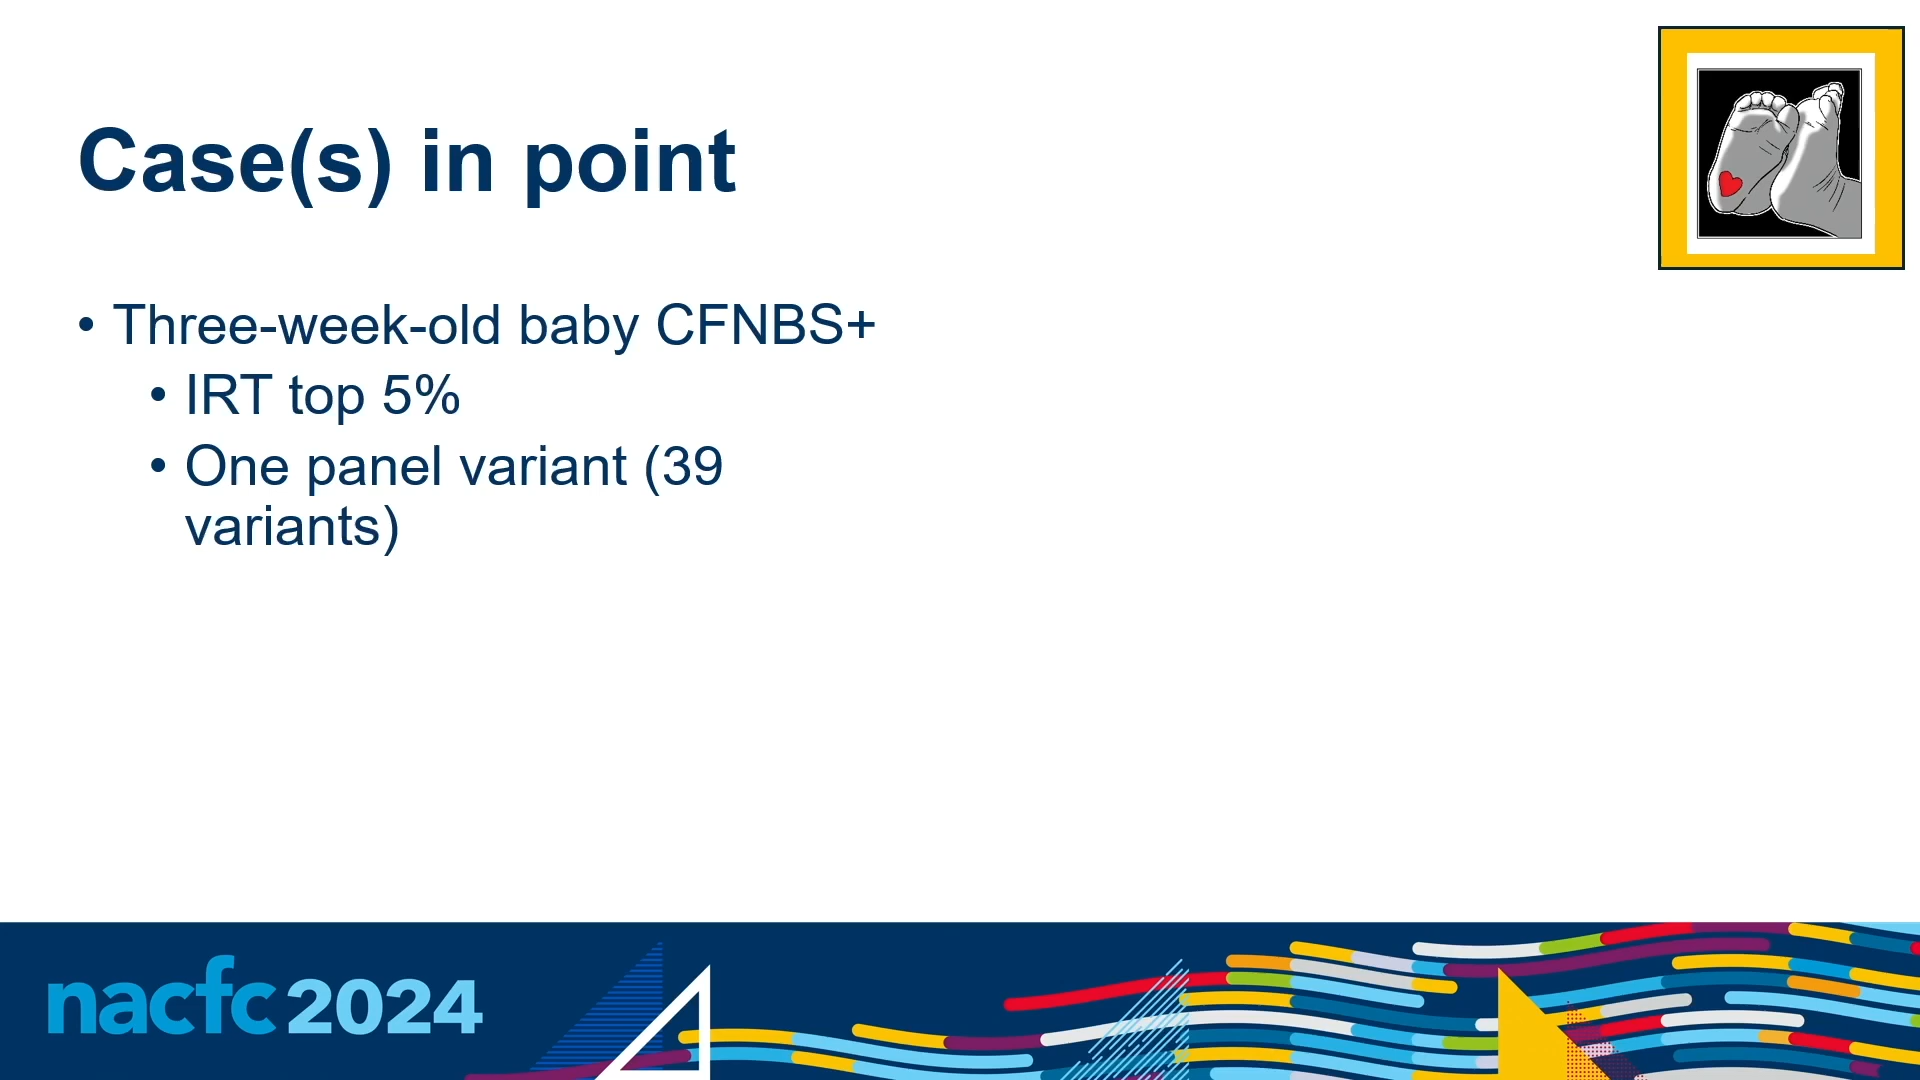 Case(s) in point
• Three-week-old baby CFNBS+
• IRT top 5%
• One panel variant (39
variants)
nacfc 2024